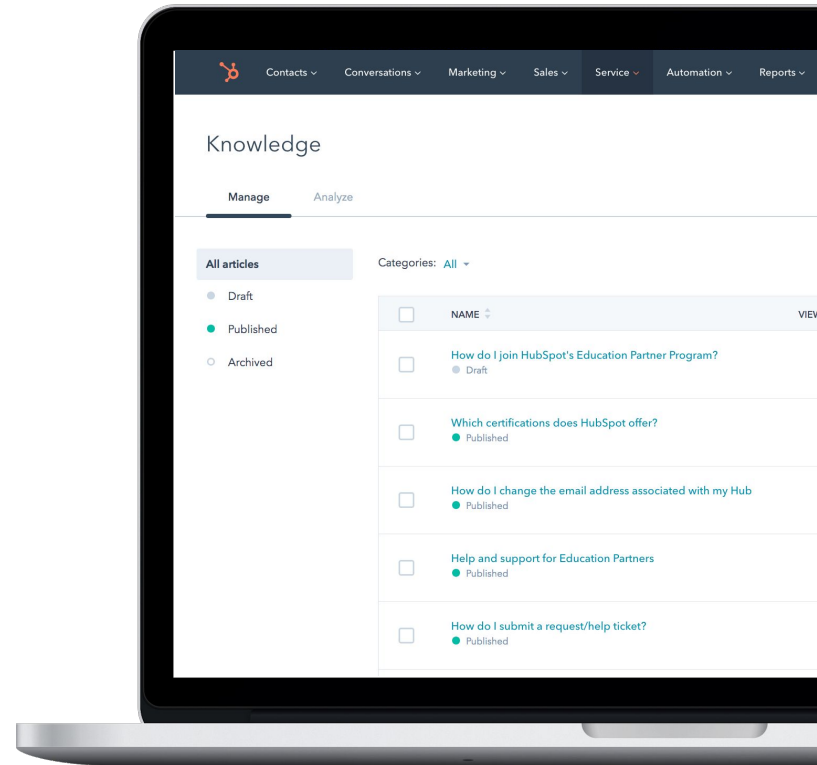 Contacts Conversations Marketing Sales Service Automation Reports
Knowledge
Manage Analyze
All articles
Draft
Published
Archived
Categories: All
NAME
How do I join HubSpot's Education Partner Program?
Draft
Which certifications does HubSpot offer?
Published
How do I change the email address associated with my Hub
Published
Help and support for Education Partners
Published
How do I submit a request/help ticket?
Published